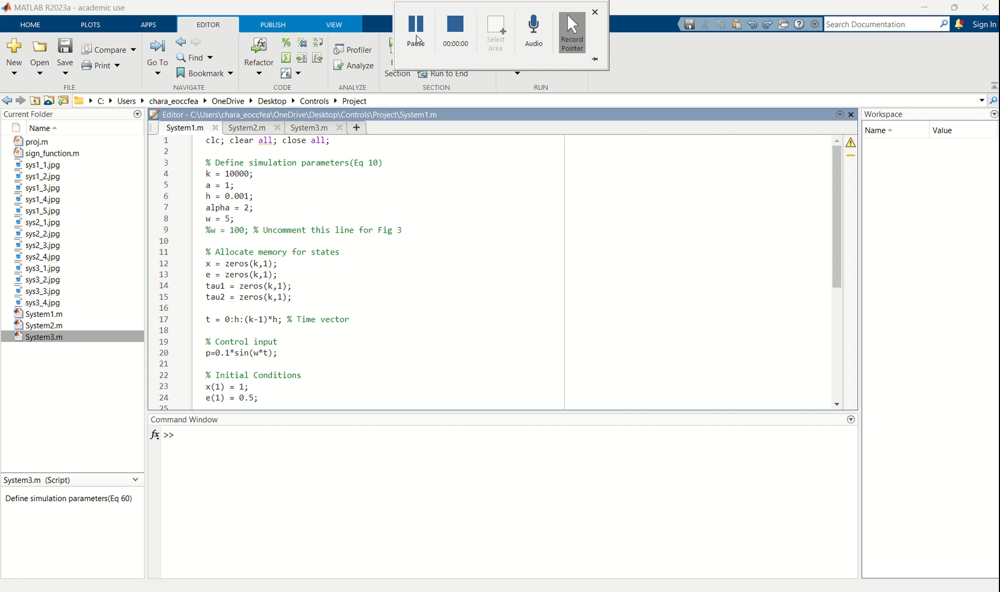 MATLAB R2023a - academic use
HOME PLOTS APPS EDITOR PUBLISH VIEW
Search Documentation
Sign In
Pause 00:00:00 Select Area Audio Record Pointer
New Open Save Compare Print
FILE
Go To Find Bookmark
NAVIGATE
Refactor
CODE
Profiler
Analyze
ANALYZE
Section Run to End
SECTION
RUN
C: Users chara_eoccfea OneDrive Desktop Controls Project
Current Folder
Name
proj.m
sign_function.m
sys1_1.jpg
sys1_2.jpg
sys1_3.jpg
sys1_4.jpg
sys1_5.jpg
sys2_1.jpg
sys2_2.jpg
sys2_3.jpg
sys2_4.jpg
sys3_1.jpg
sys3_2.jpg
sys3_3.jpg
sys3_4.jpg
System1.m
System2.m
System3.m
System3.m (Script)
Define simulation parameters(Eq 60)
Editor - C:\Users\chara_eoccfea\OneDrive\Desktop\Controls\Project\System1.m
System1.m System2.m System3.m
1 clc; clear all; close all;
2
3 % Define simulation parameters(Eq 10)
4 k = 10000;
5 a = 1;
6 h = 0.001;
7 alpha = 2;
8 w = 5;
9 %w = 100; % Uncomment this line for Fig 3
10
11 % Allocate memory for states
12 x = zeros(k,1);
13 e = zeros(k,1);
14 tau1 = zeros(k,1);
15 tau2 = zeros(k,1);
16
17 t = 0:h:(k-1)*h; % Time vector
18
19 % Control input
20 p=0.1*sin(w*t);
21
22 % Initial Conditions
23 x(1) = 1;
24 e(1) = 0.5;
25
Command Window
fx >>
Workspace
Name Value